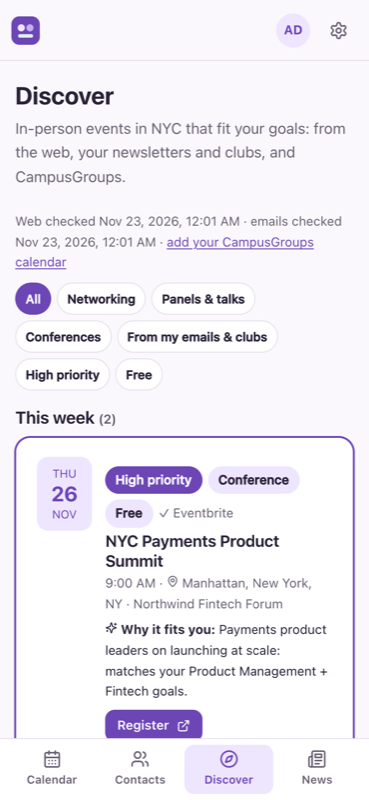 AD
Discover
In-person events in NYC that fit your goals: from
the web, your newsletters and clubs, and
CampusGroups.
Web checked Nov 23, 2026, 12:01 AM · emails checked
Nov 23, 2026, 12:01 AM · add your CampusGroups
calendar
All Networking Panels & talks
Conferences From my emails & clubs
High priority Free
This week (2)
THU
26
NOV
High priority Conference
Free ✓ Eventbrite
NYC Payments Product
Summit
9:00 AM · Manhattan, New York,
NY · Northwind Fintech Forum
Why it fits you: Payments product
leaders on launching at scale:
matches your Product Management +
Fintech goals.
Register
Calendar Contacts Discover News